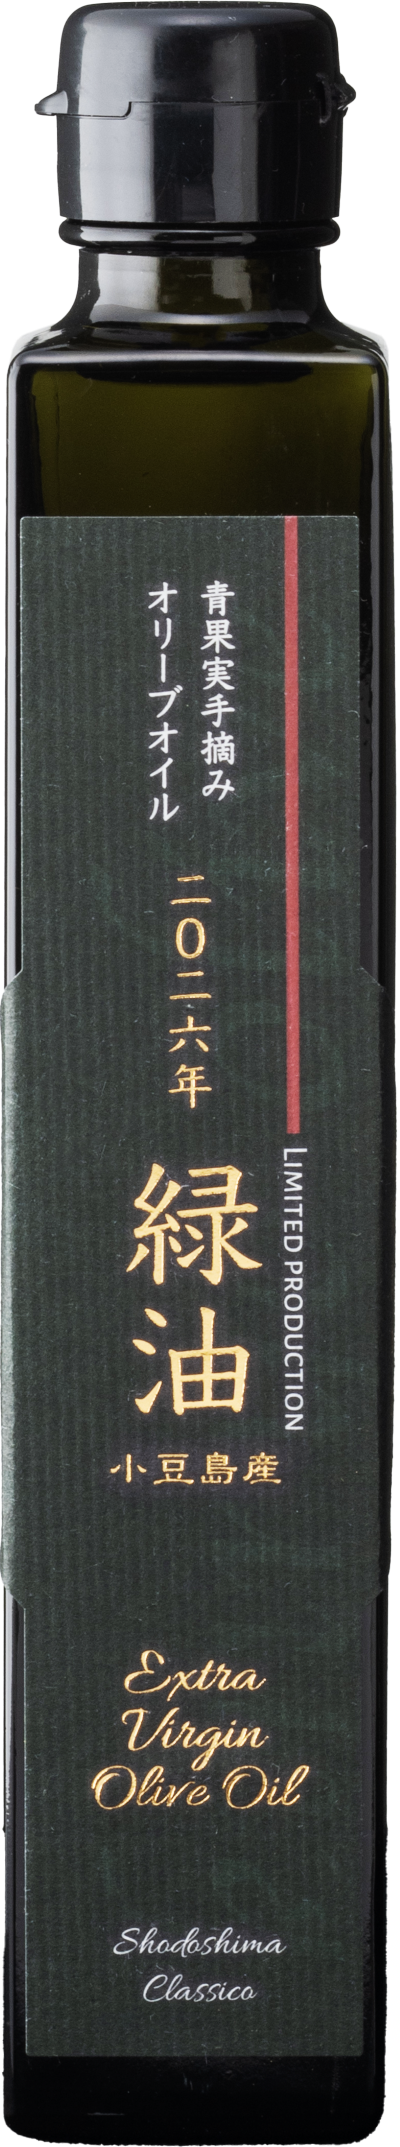 青果実手摘み
オリーブオイル
二〇二六年
緑油
LIMITED PRODUCTION
小豆島産
Extra
Virgin
Olive Oil
Shodoshima
Classico